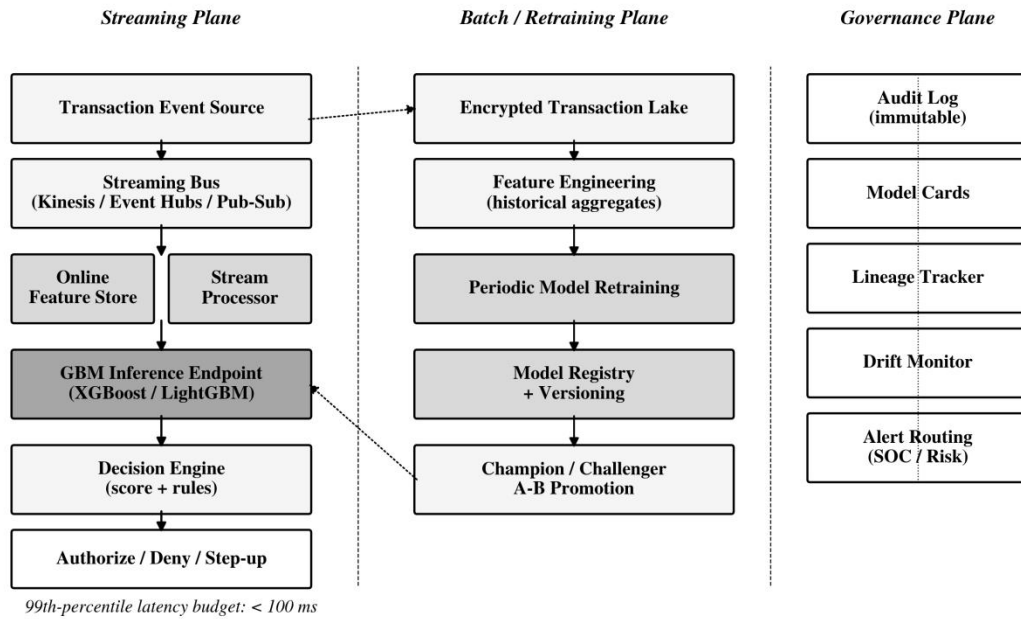 Streaming Plane
Transaction Event Source
Streaming Bus
(Kinesis / Event Hubs / Pub-Sub)
Online
Feature Store
Stream
Processor
GBM Inference Endpoint
(XGBoost / LightGBM)
Decision Engine
(score + rules)
Authorize / Deny / Step-up
99th-percentile latency budget: < 100 ms
Batch / Retraining Plane
Encrypted Transaction Lake
Feature Engineering
(historical aggregates)
Periodic Model Retraining
Model Registry
+ Versioning
Champion / Challenger
A-B Promotion
Governance Plane
Audit Log
(immutable)
Model Cards
Lineage Tracker
Drift Monitor
Alert Routing
(SOC / Risk)